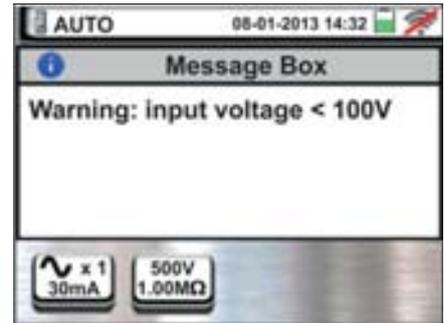 AUTO 08-01-2013 14:32
Message Box
Warning: input voltage < 100V
x 1 500V
30mA 1.00MΩ